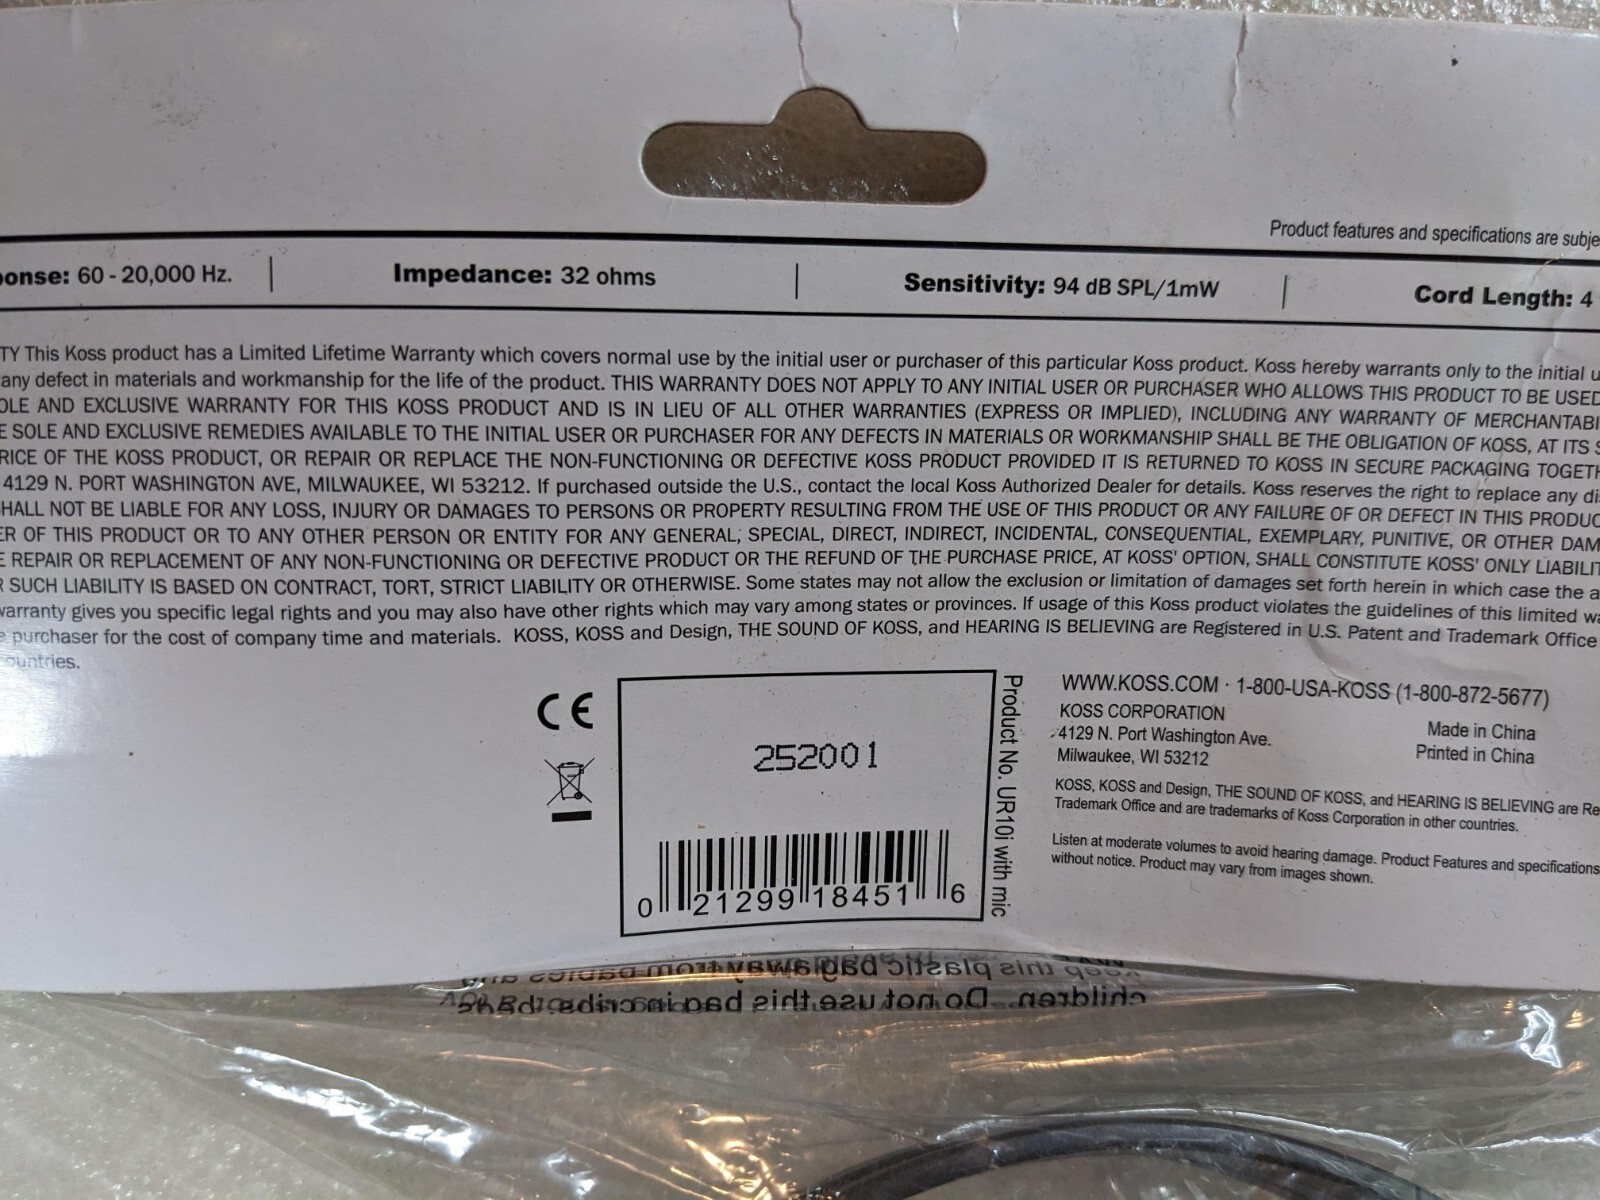 Product features and specifications are
60 - 20,000 Hz. Impedance: 32 ohms Sensitivity: 94 dB SPL/1mW Cord Length: 4
This Koss product has a Limited Lifetime Warranty which covers normal use by the initial user or purchaser of this particular Koss product. Koss hereby warrants only to the initial
any defect in materials and workmanship for the life of the product. THIS WARRANTY DOES NOT APPLY TO ANY INITIAL USER OR PURCHASER WHO ALLOWS THIS PRODUCT TO BE USED
AND EXCLUSIVE WARRANTY FOR THIS KOSS PRODUCT AND IS IN LIEU OF ALL OTHER WARRANTIES (EXPRESS OR IMPLIED), INCLUDING ANY WARRANTY OF
SOLE AND EXCLUSIVE REMEDIES AVAILABLE TO THE INITIAL USER OR PURCHASER FOR ANY DEFECTS IN MATERIALS OR WORKMANSHIP SHALL BE THE OBLIGATION OF KOSS, AT ITS
OF THE KOSS PRODUCT, OR REPAIR OR REPLACE THE NON-FUNCTIONING OR DEFECTIVE KOSS PRODUCT PROVIDED IT IS RETURNED TO KOSS IN SECURE PACKAGING
4129 N. PORT WASHINGTON AVE, MILWAUKEE, WI 53212. If purchased outside the U.S., contact the local Koss Authorized Dealer for details. Koss reserves the right to replace any
SHALL NOT BE LIABLE FOR ANY LOSS, INJURY OR DAMAGES TO PERSONS OR PROPERTY RESULTING FROM THE USE OF THIS PRODUCT OR ANY FAILURE OF OR DEFECT IN THIS
OF THIS PRODUCT OR TO ANY OTHER PERSON OR ENTITY FOR ANY GENERAL, SPECIAL, DIRECT, INDIRECT, INCIDENTAL, CONSEQUENTIAL, EXEMPLARY, PUNITIVE, OR OTHER
REPAIR OR REPLACEMENT OF ANY NON-FUNCTIONING OR DEFECTIVE PRODUCT OR THE REFUND OF THE PURCHASE PRICE, AT KOSS' OPTION, SHALL CONSTITUTE KOSS' ONLY
SUCH LIABILITY IS BASED ON CONTRACT, TORT, STRICT LIABILITY OR OTHERWISE. Some states may not allow the exclusion or limitation of damages set forth herein in which case the
warranty gives you specific legal rights and you may also have other rights which may vary among states or provinces. If usage of this Koss product violates the guidelines of this limited
purchaser for the cost of company time and materials. KOSS, KOSS and Design, THE SOUND OF KOSS, and HEARING IS BELIEVING are Registered in U.S. Patent and Trademark Office
CE
252001
0 21299 18451 6
Product No. UR10i with mic
WWW.KOSS.COM · 1-800-USA-KOSS (1-800-872-5677)
KOSS CORPORATION
4129 N. Port Washington Ave.
Milwaukee, WI 53212
Made in China
Printed in China
KOSS, KOSS and Design, THE SOUND OF KOSS, and HEARING IS BELIEVING are
Trademark Office and are trademarks of Koss Corporation in other countries.
Listen at moderate volumes to avoid hearing damage. Product Features and specifications
without notice. Product may vary from images shown.
keep this plastic bag away from babies and
children. Do not use this bag in cribs, beds,